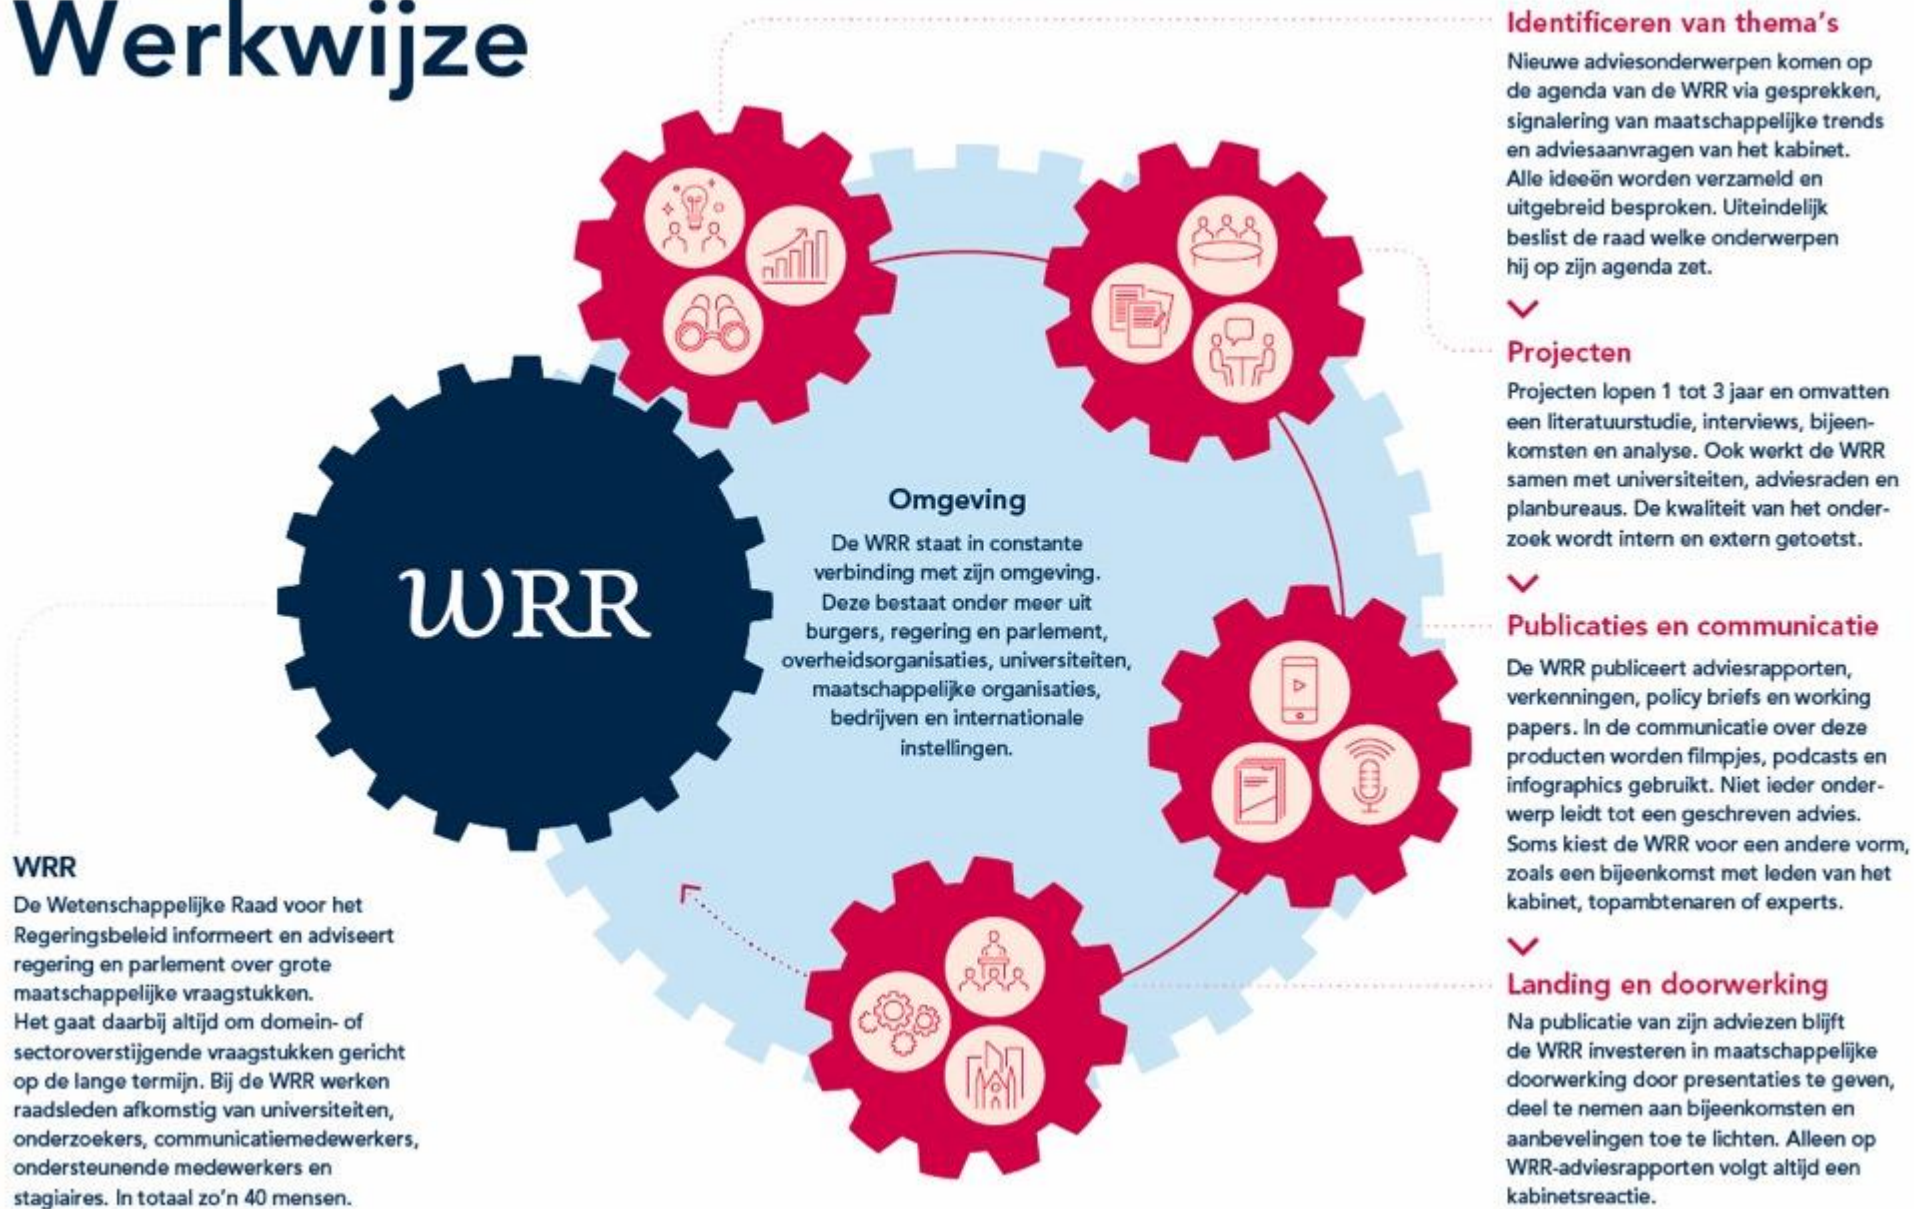 Werkwijze
WRR
WRR
De Wetenschappelijke Raad voor het
Regeringsbeleid informeert en adviseert
regering en parlement over grote
maatschappelijke vraagstukken.
Het gaat daarbij altijd om domein- of
sectoroverstijgende vraagstukken gericht
op de lange termijn. Bij de WRR werken
raadsleden afkomstig van universiteiten,
onderzoekers, communicatiemedewerkers,
ondersteunende medewerkers en
stagiaires. In totaal zo'n 40 mensen.
Omgeving
De WRR staat in constante
verbinding met zijn omgeving.
Deze bestaat onder meer uit
burgers, regering en parlement,
overheidsorganisaties, universiteiten,
maatschappelijke organisaties,
bedrijven en internationale
instellingen.
Identificeren van thema's
Nieuwe adviesonderwerpen komen op
de agenda van de WRR via gesprekken,
signalering van maatschappelijke trends
en adviesaanvragen van het kabinet.
Alle ideeën worden verzameld en
uitgebreid besproken. Uiteindelijk
beslist de raad welke onderwerpen
hij op zijn agenda zet.
Projecten
Projecten lopen 1 tot 3 jaar en omvatten
een literatuurstudie, interviews, bijeen-
komsten en analyse. Ook werkt de WRR
samen met universiteiten, adviesraden en
planbureaus. De kwaliteit van het onder-
zoek wordt intern en extern getoetst.
Publicaties en communicatie
De WRR publiceert adviesrapporten,
verkenningen, policy briefs en working
papers. In de communicatie over deze
producten worden filmpjes, podcasts en
infographics gebruikt. Niet ieder onder-
werp leidt tot een geschreven advies.
Soms kiest de WRR voor een andere vorm,
zoals een bijeenkomst met leden van het
kabinet, topambtenaren of experts.
Landing en doorwerking
Na publicatie van zijn adviezen blijft
de WRR investeren in maatschappelijke
doorwerking door presentaties te geven,
deel te nemen aan bijeenkomsten en
aanbevelingen toe te lichten. Alleen op
WRR-adviesrapporten volgt altijd een
kabinetsreactie.